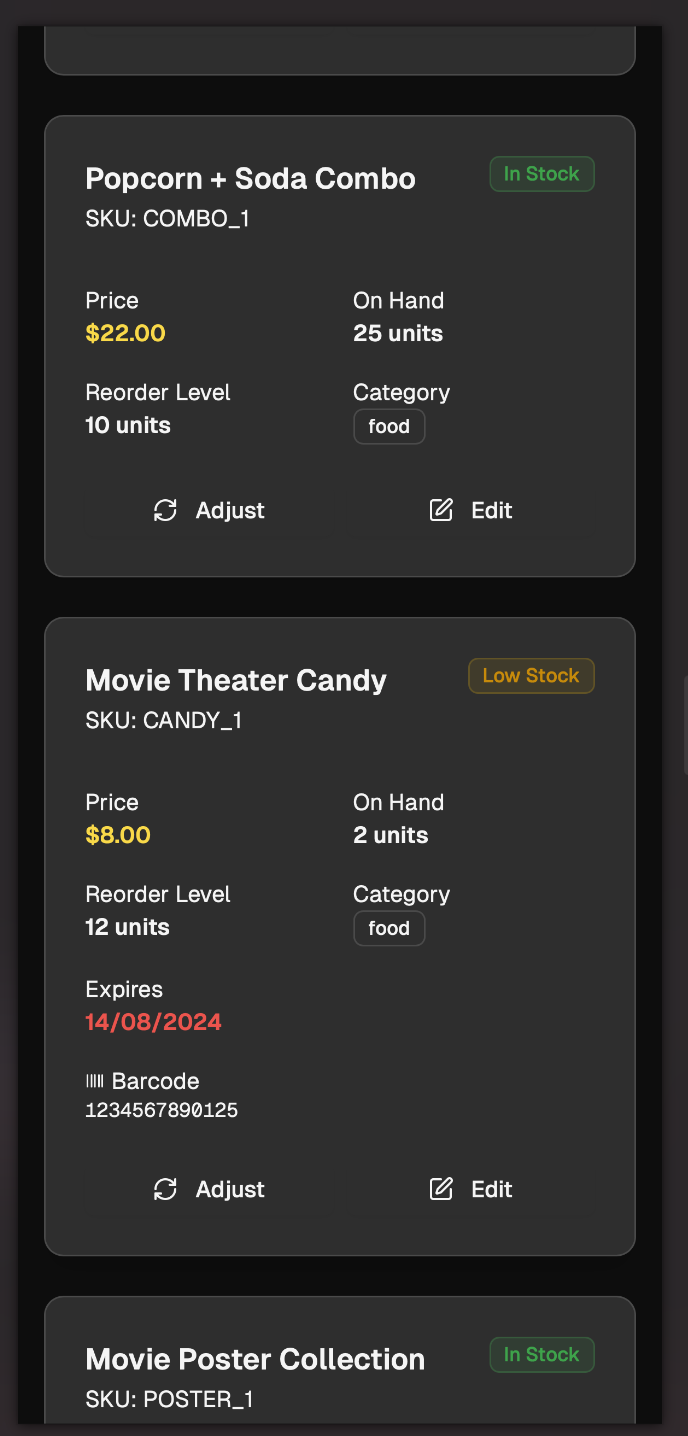 Popcorn + Soda Combo
In Stock
SKU: COMBO_1
Price
On Hand
$22.00
25 units
Reorder Level
Category
10 units
food
Adjust
Edit
Movie Theater Candy
Low Stock
SKU: CANDY_1
Price
On Hand
$8.00
2 units
Reorder Level
Category
12 units
food
Expires
14/08/2024
Barcode
1234567890125
Adjust
Edit
Movie Poster Collection
In Stock
SKU: POSTER_1